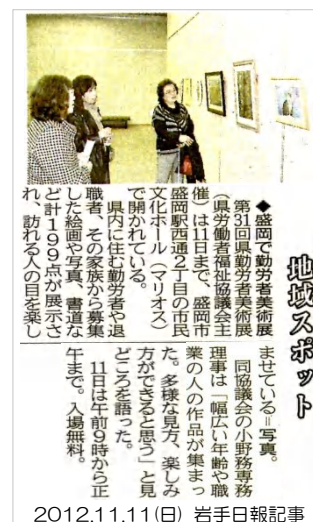 地域スポット
◆盛岡で勤労者美術展
第31回県勤労者美術展
(県労働者福祉協議会主
催)は11日まで、盛岡市
盛岡駅西通2丁目の市民
文化ホール(マリオス)
で開かれている。
県内に住む勤労者や退
職者、その家族から募集
した絵画や写真、書道な
ど計199点が展示さ
れ、訪れる人の目を楽し
ませている=写真。
同協議会の小野務専務
理事は「幅広い年齢や職
業の人の作品が集まっ
た。多様な見方、楽しみ
方ができると思う」と見
どころを語った。
11日は午前9時から正
午まで。入場無料。
2012.11.11(日) 岩手日報記事